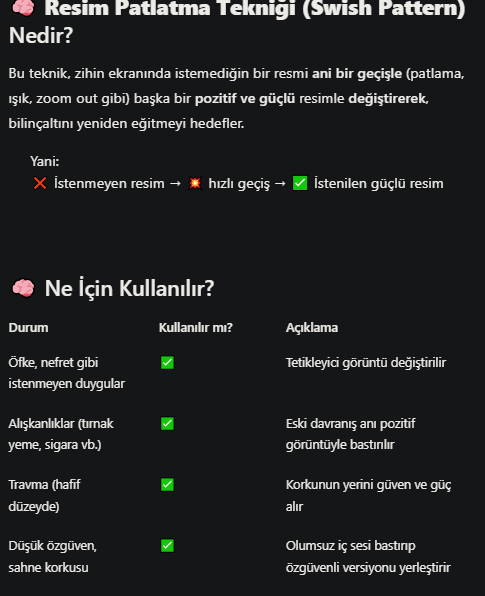 🧠 Resim Patlatma Tekniği (Swish Pattern)
Nedir?
Bu teknik, zihin ekranında istemediğin bir resmi ani bir geçişle (patlama,
ışık, zoom out gibi) başka bir pozitif ve güçlü resimle değiştirerek,
bilinçaltını yeniden eğitmeyi hedefler.
Yani:
❌ İstenmeyen resim → 💥 hızlı geçiş → ✅ İstenilen güçlü resim
🧠 Ne İçin Kullanılır?
Durum Kullanılır mı? Açıklama
Öfke, nefret gibi ✅ Tetikleyici görüntü değiştirilir
istenmeyen duygular
Alışkanlıklar (tırnak ✅ Eski davranış anı pozitif
yeme, sigara vb.) görüntüyle bastırılır
Travma (hafif ✅ Korkunun yerini güven ve güç
düzeyde) alır
Düşük özgüven, ✅ Olumsuz iç sesi bastırıp
sahne korkusu özgüvenli versiyonu yerleştirir